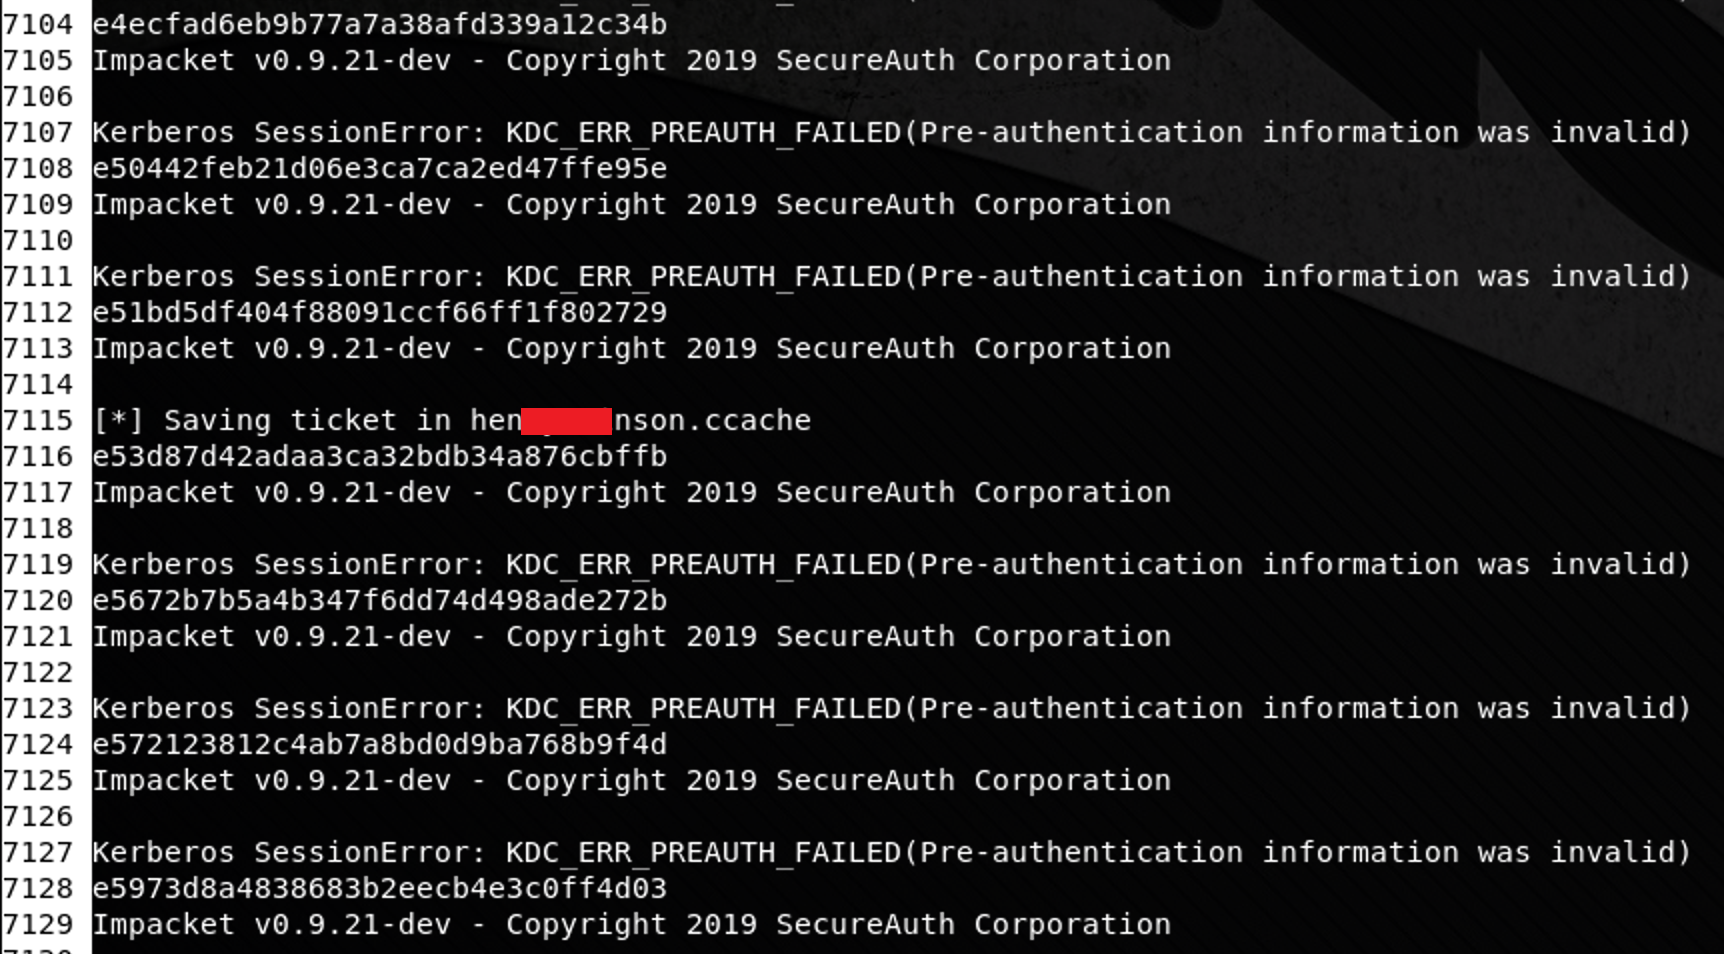 7104 e4ecfad6eb9b77a7a38afd339a12c34b
7105 Impacket v0.9.21-dev - Copyright 2019 SecureAuth Corporation
7106
7107 Kerberos SessionError: KDC_ERR_PREAUTH_FAILED(Pre-authentication information was invalid)
7108 e50442feb21d06e3ca7ca2ed47ffe95e
7109 Impacket v0.9.21-dev - Copyright 2019 SecureAuth Corporation
7110
7111 Kerberos SessionError: KDC_ERR_PREAUTH_FAILED(Pre-authentication information was invalid)
7112 e51bd5df404f88091ccf66ff1f802729
7113 Impacket v0.9.21-dev - Copyright 2019 SecureAuth Corporation
7114
7115 [*] Saving ticket in hen nson.ccache
7116 e53d87d42adaa3ca32bdb34a876cbffb
7117 Impacket v0.9.21-dev - Copyright 2019 SecureAuth Corporation
7118
7119 Kerberos SessionError: KDC_ERR_PREAUTH_FAILED(Pre-authentication information was invalid)
7120 e5672b7b5a4b347f6dd74d498ade272b
7121 Impacket v0.9.21-dev - Copyright 2019 SecureAuth Corporation
7122
7123 Kerberos SessionError: KDC_ERR_PREAUTH_FAILED(Pre-authentication information was invalid)
7124 e572123812c4ab7a8bd0d9ba768b9f4d
7125 Impacket v0.9.21-dev - Copyright 2019 SecureAuth Corporation
7126
7127 Kerberos SessionError: KDC_ERR_PREAUTH_FAILED(Pre-authentication information was invalid)
7128 e5973d8a4838683b2eecb4e3c0ff4d03
7129 Impacket v0.9.21-dev - Copyright 2019 SecureAuth Corporation